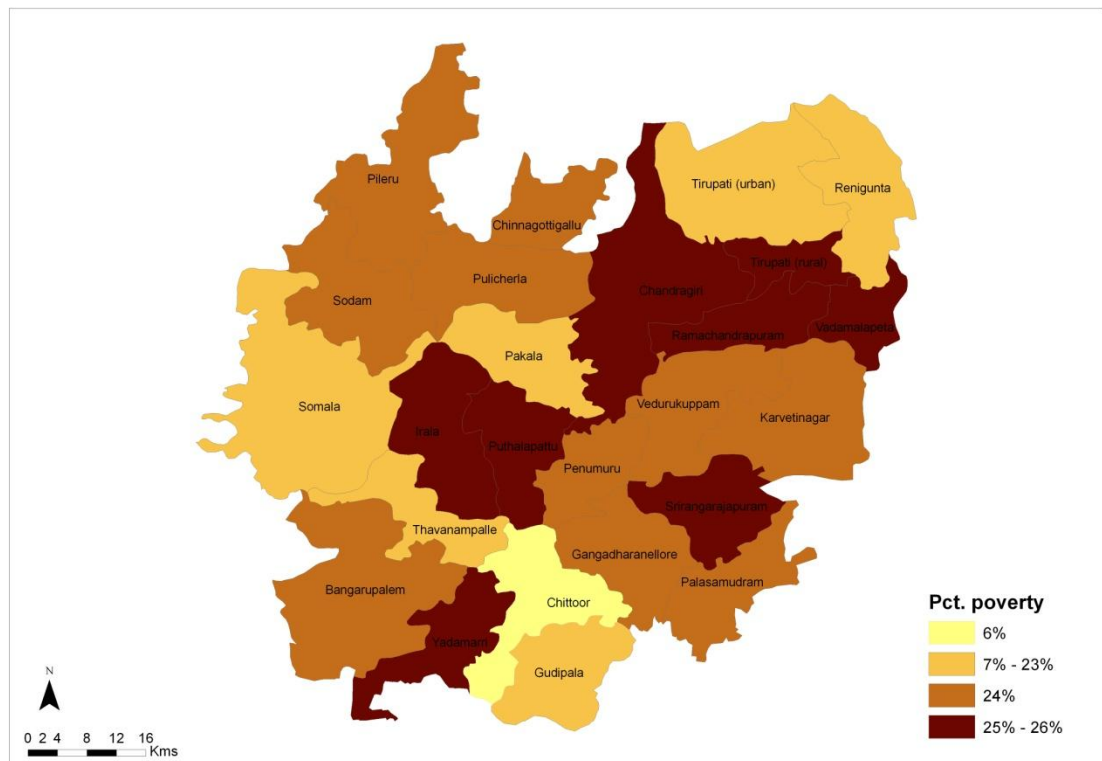 Pileru
Chinnagottigallu
Tirupati (urban)
Renigunta
Pulicherla
Tirupati (rural)
Sodam
Chandragiri
Ramachandrapuram
Vadamalapeta
Pakala
Somala
Vedurukuppam
Karvetinagar
Irala
Puthalapattu
Penumuru
Srirangarajapuram
Thavanampalle
Gangadharanellore
Palasamudram
Bangarupalem
Chittoor
Yadamarri
Gudipala
Pct. poverty
6%
7% - 23%
24%
25% - 26%
N
0 2 4 8 12 16
Kms